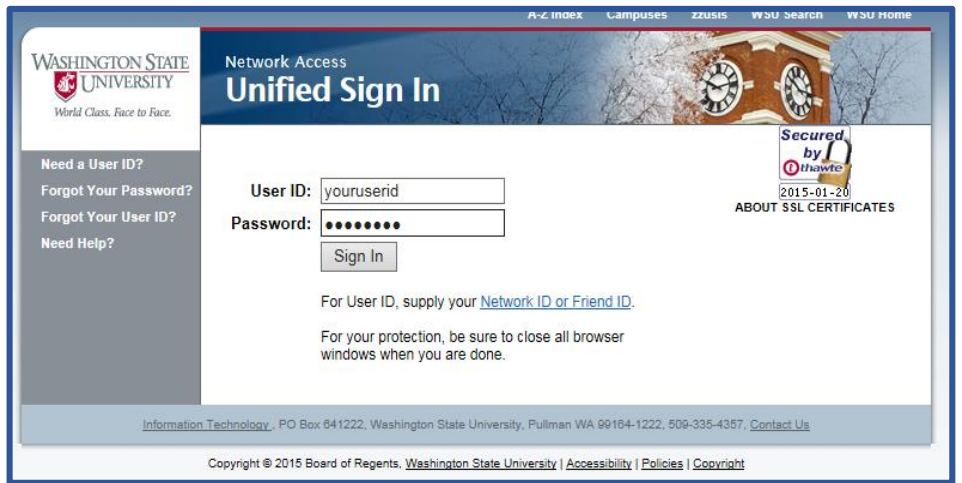 A-Z Index Campuses zzusis WSU Search WSU Home
WASHINGTON STATE
UNIVERSITY
World Class. Face to Face.
Network Access
Unified Sign In
Secured
by
thawte
2015-01-20
ABOUT SSL CERTIFICATES
Need a User ID?
Forgot Your Password?
Forgot Your User ID?
Need Help?
User ID: youruserid
Password: ●●●●●●●●
Sign In
For User ID, supply your Network ID or Friend ID.
For your protection, be sure to close all browser
windows when you are done.
Information Technology , PO Box 641222, Washington State University, Pullman WA 99164-1222, 509-335-4357, Contact Us
Copyright © 2015 Board of Regents, Washington State University | Accessibility | Policies | Copyright